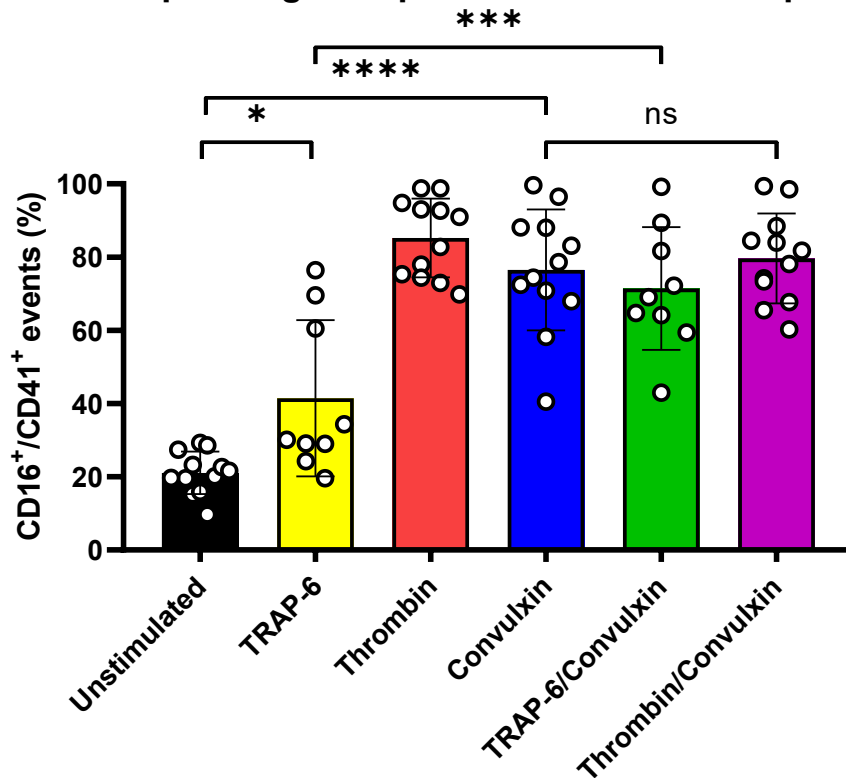 ***
****
*
ns
CD16⁺/CD41⁺ events (%)
100
80
60
40
20
0
Unstimulated
TRAP-6
Thrombin
Convulxin
TRAP-6/Convulxin
Thrombin/Convulxin